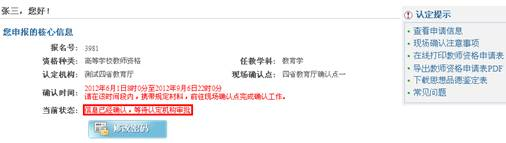 张三，您好！
您申报的核心信息
报名号： 3981
资格种类： 高等学校教师资格 任教学科： 教育学
认定机构： 测试四省教育厅 现场确认点： 四省教育厅确认点一
确认时间： 2012年6月1日8时0分至2012年9月6日22时0分
请在该时间段内，携带规定材料，前往现场确认点完成确认工作。
当前状态： 信息已经确认，等待认定机构审批
修改密码
认定提示
查看申请信息
现场确认注意事项
在线打印教师资格申请表
导出教师资格申请表PDF
下载思想品德鉴定表
常见问题